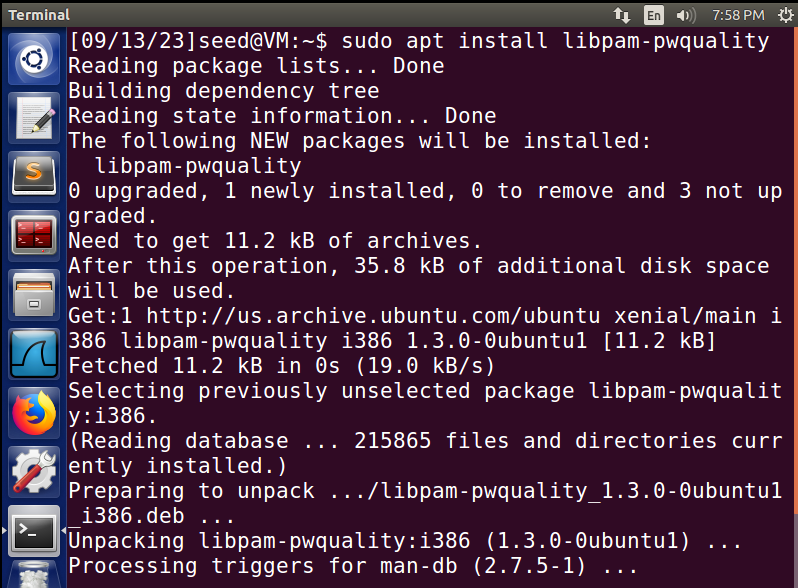 Terminal
En
7:58 PM
[09/13/23]seed@VM:~$ sudo apt install libpam-pwquality
Reading package lists... Done
Building dependency tree
Reading state information... Done
The following NEW packages will be installed:
  libpam-pwquality
0 upgraded, 1 newly installed, 0 to remove and 3 not up
graded.
Need to get 11.2 kB of archives.
After this operation, 35.8 kB of additional disk space
will be used.
Get:1 http://us.archive.ubuntu.com/ubuntu xenial/main i
386 libpam-pwquality i386 1.3.0-0ubuntu1 [11.2 kB]
Fetched 11.2 kB in 0s (19.0 kB/s)
Selecting previously unselected package libpam-pwqualit
y:i386.
(Reading database ... 215865 files and directories curr
ently installed.)
Preparing to unpack .../libpam-pwquality_1.3.0-0ubuntu1
_i386.deb ...
Unpacking libpam-pwquality:i386 (1.3.0-0ubuntu1) ...
Processing triggers for man-db (2.7.5-1) ...